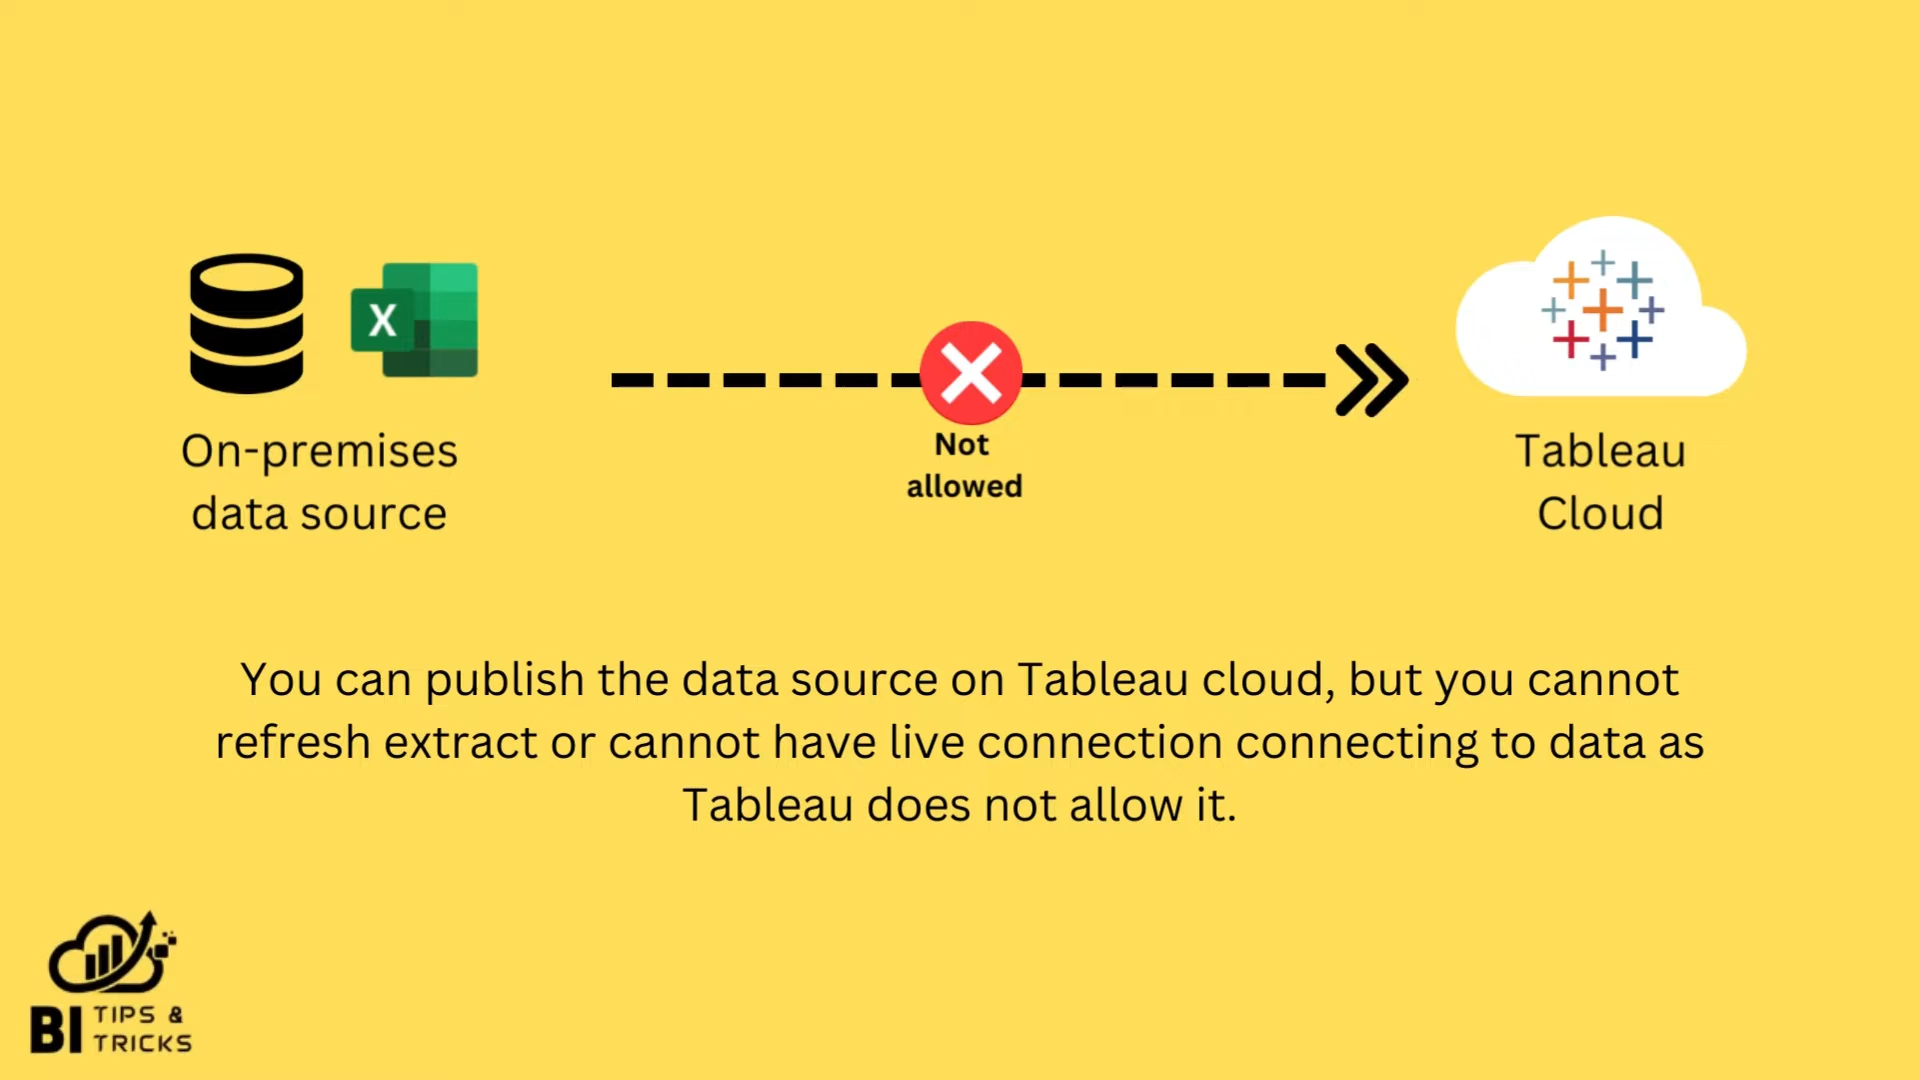 X
On-premises
data source
Not
allowed
Tableau
Cloud
You can publish the data source on Tableau cloud, but you cannot
refresh extract or cannot have live connection connecting to data as
Tableau does not allow it.
BI TIPS &
TRICKS